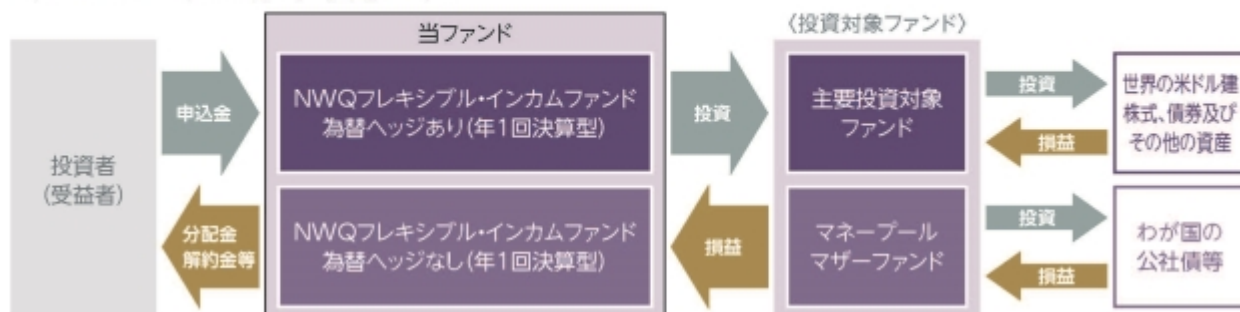 投資者
(受益者)
申込金
分配金
解約金等
当ファンド
NWQフレキシブル・インカムファンド
為替ヘッジあり(年1回決算型)
NWQフレキシブル・インカムファンド
為替ヘッジなし(年1回決算型)
投資
損益
〈投資対象ファンド〉
主要投資対象
ファンド
マネープール
マザーファンド
投資
損益
投資
損益
世界の米ドル建
株式、債券及び
その他の資産
わが国の
公社債等